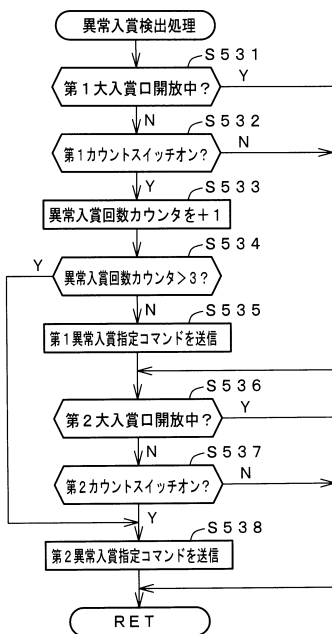 異常入賞検出処理
S531
第1大入賞口開放中?
Y
N
S532
第1カウントスイッチオン?
N
Y
S533
異常入賞回数カウンタを+1
S534
Y
異常入賞回数カウンタ>3?
N
S535
第1異常入賞指定コマンドを送信
S536
第2大入賞口開放中?
Y
N
S537
第2カウントスイッチオン?
N
Y
S538
第2異常入賞指定コマンドを送信
RET